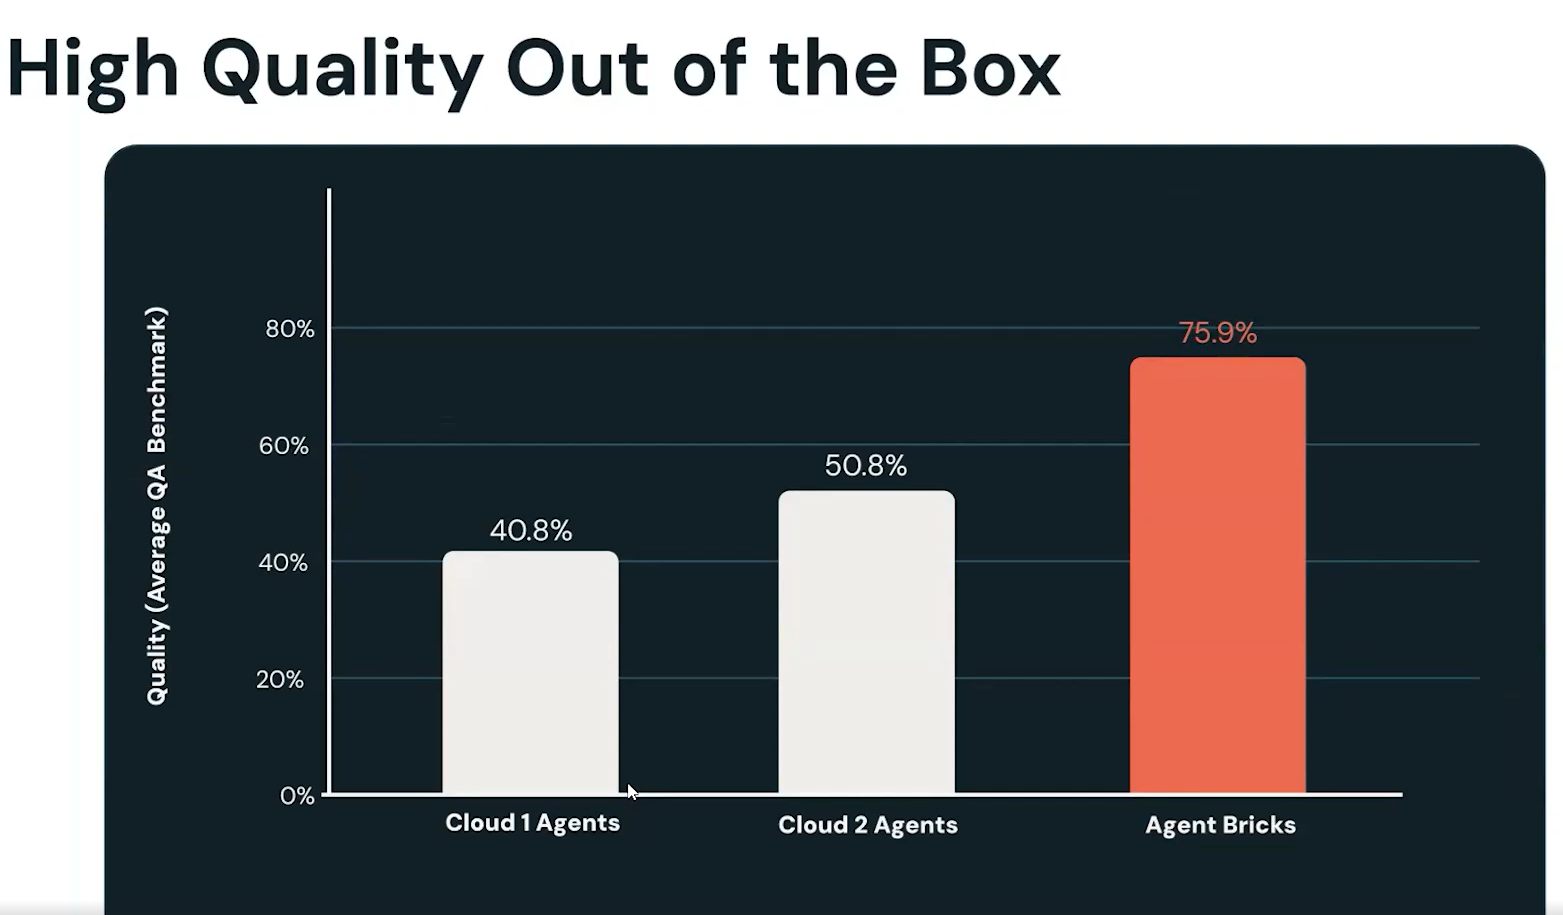 High Quality Out of the Box
Quality (Average QA Benchmark)
80%
60%
40%
20%
0%
40.8%
50.8%
75.9%
Cloud 1 Agents
Cloud 2 Agents
Agent Bricks